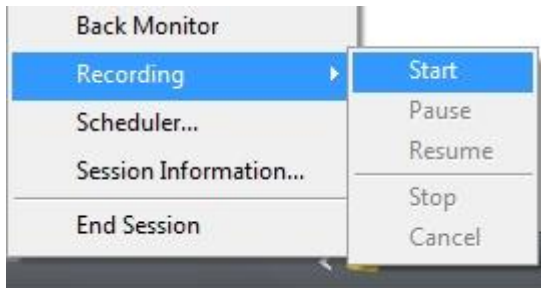 Back Monitor
Recording
Scheduler...
Session Information...
End Session
Start
Pause
Resume
Stop
Cancel